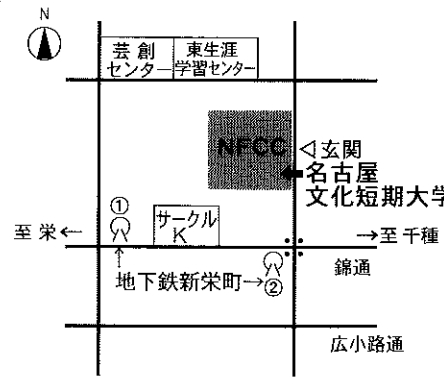 N
芸創
センター
東生涯
学習センター
NFCC
◁玄関
名古屋
文化短期大学
①
サークル
K
至 栄←
→至 千種
地下鉄新栄町→
②
錦通
広小路通